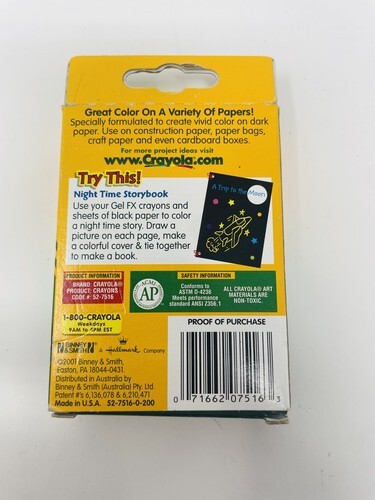 Great Color On A Variety Of Papers!
Specially formulated to create vivid color on dark
paper. Use on construction paper, paper bags,
craft paper and even cardboard boxes.
For more project ideas visit
www.Crayola.com
Try This!
Night Time Storybook
Use your Gel FX crayons and
sheets of black paper to color
a night time story. Draw a
picture on each page, make
a colorful cover & tie together
to make a book.
A Trip to the Moon
PRODUCT INFORMATION
BRAND: CRAYOLA®
PRODUCT: CRAYONS
CODE #: 52-7516
1-800-CRAYOLA
Weekdays
9AM to 5PM EST
SAFETY INFORMATION
ACMI
AP
Conforms to
ASTM D-4236
Meets performance
standard ANSI Z356.1
ALL CRAYOLA® ART
MATERIALS ARE
NON-TOXIC.
BINNEY
& SMITH
a Hallmark Company
©2001 Binney & Smith,
Easton, PA 18044-0431.
Distributed in Australia by
Binney & Smith (Australia) Pty. Ltd.
Patent #'s 6,136,078 & 6,210,471
Made in U.S.A. 52-7516-0-200
PROOF OF PURCHASE
0 71662 07516 3